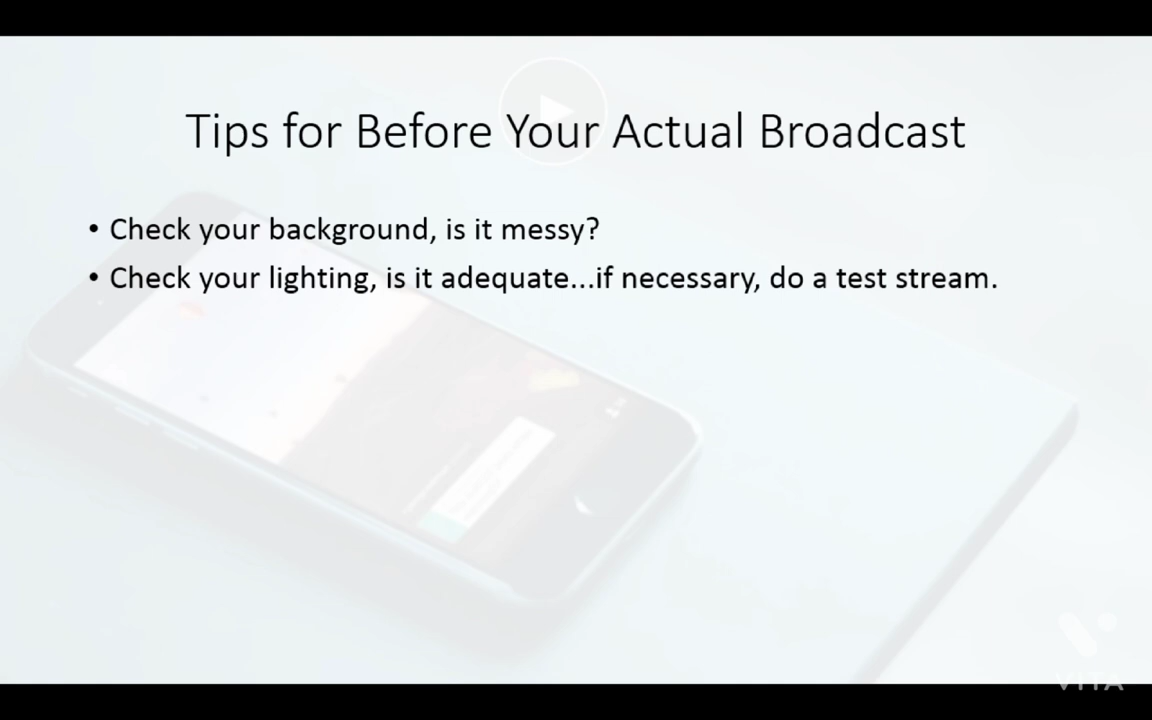 Tips for Before Your Actual Broadcast
• Check your background, is it messy?
• Check your lighting, is it adequate...if necessary, do a test stream.
VITA